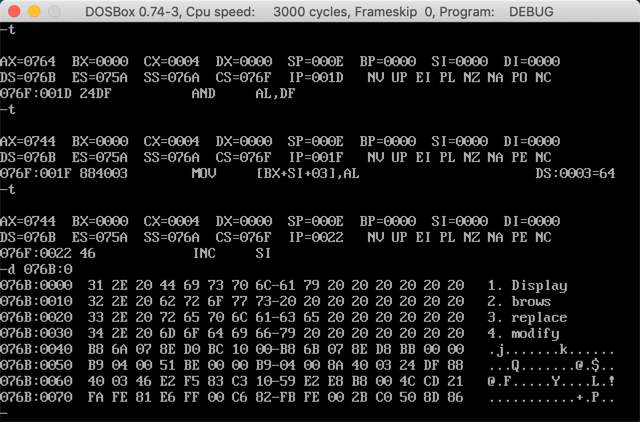 DOSBox 0.74-3, Cpu speed:    3000 cycles, Frameskip  0, Program:    DEBUG
-t
AX=0764  BX=0000  CX=0004  DX=0000  SP=000E  BP=0000  SI=0000  DI=0000
DS=076B  ES=075A  SS=076A  CS=076F  IP=001D   NV UP EI PL NZ NA PO NC
076F:001D 24DF          AND     AL,DF
-t
AX=0744  BX=0000  CX=0004  DX=0000  SP=000E  BP=0000  SI=0000  DI=0000
DS=076B  ES=075A  SS=076A  CS=076F  IP=001F   NV UP EI PL NZ NA PE NC
076F:001F 884003        MOV     [BX+SI+03],AL                      DS:0003=64
-t
AX=0744  BX=0000  CX=0004  DX=0000  SP=000E  BP=0000  SI=0000  DI=0000
DS=076B  ES=075A  SS=076A  CS=076F  IP=0022   NV UP EI PL NZ NA PE NC
076F:0022 46            INC     SI
-d 076B:0
076B:0000  31 2E 20 44 69 73 70 6C-61 79 20 20 20 20 20 20   1. Display
076B:0010  32 2E 20 62 72 6F 77 73-20 20 20 20 20 20 20 20   2. brows
076B:0020  33 2E 20 72 65 70 6C 61-63 65 20 20 20 20 20 20   3. replace
076B:0030  34 2E 20 6D 6F 64 69 66-79 20 20 20 20 20 20 20   4. modify
076B:0040  B8 6A 07 8E D0 BC 10 00-B8 6B 07 8E D8 BB 00 00   .j.......k......
076B:0050  B9 04 00 51 BE 00 00 B9-04 00 8A 40 03 24 DF 88   ...Q.......@.$..
076B:0060  40 03 46 E2 F5 83 C3 10-59 E2 E8 B8 00 4C CD 21   @.F.....Y....L.!
076B:0070  FA FE 81 E6 FF 00 C6 82-FB FE 00 2B C0 50 8D 86   ...........+.P..
-